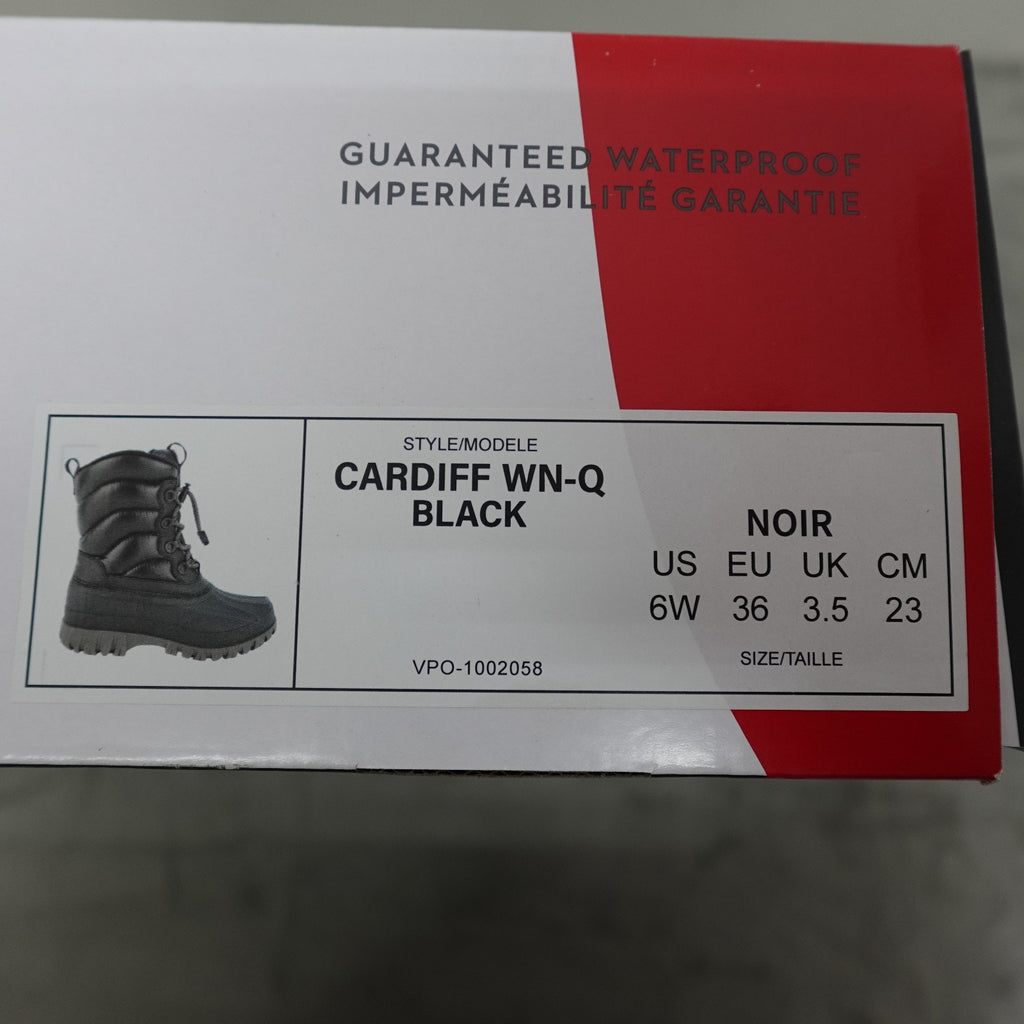 GUARANTEED WATERPROOF
IMPERMÉABILITÉ GARANTIE
STYLE/MODELE
CARDIFF WN-Q
BLACK
NOIR
US EU UK CM
6W 36 3.5 23
VPO-1002058
SIZE/TAILLE